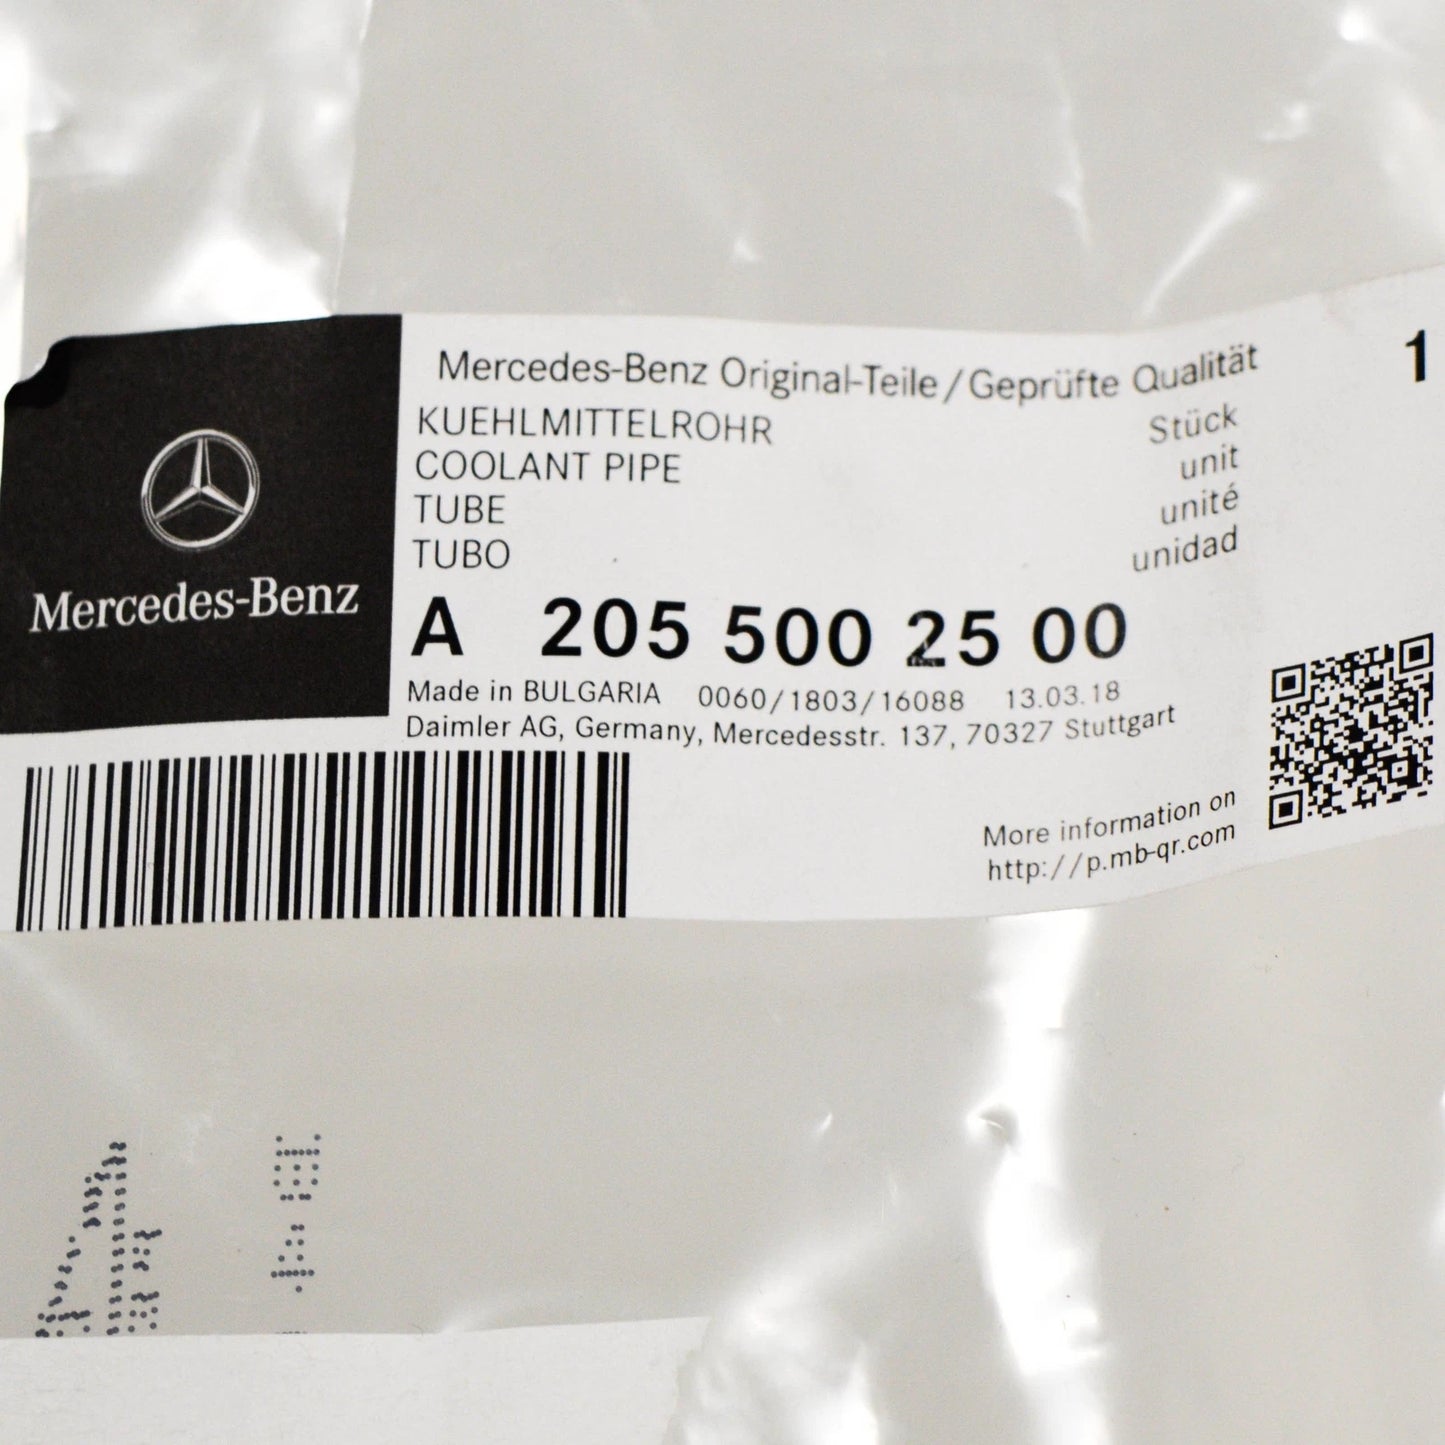 Mercedes-Benz
Mercedes-Benz Original-Teile/Geprüfte Qualität 1
KUEHLMITTELROHR Stück
COOLANT PIPE unit
TUBE unité
TUBO unidad
A 205 500 25 00
Made in BULGARIA 0060/1803/16088 13.03.18
Daimler AG, Germany, Mercedesstr. 137, 70327 Stuttgart
More information on
http://p.mb-qr.com